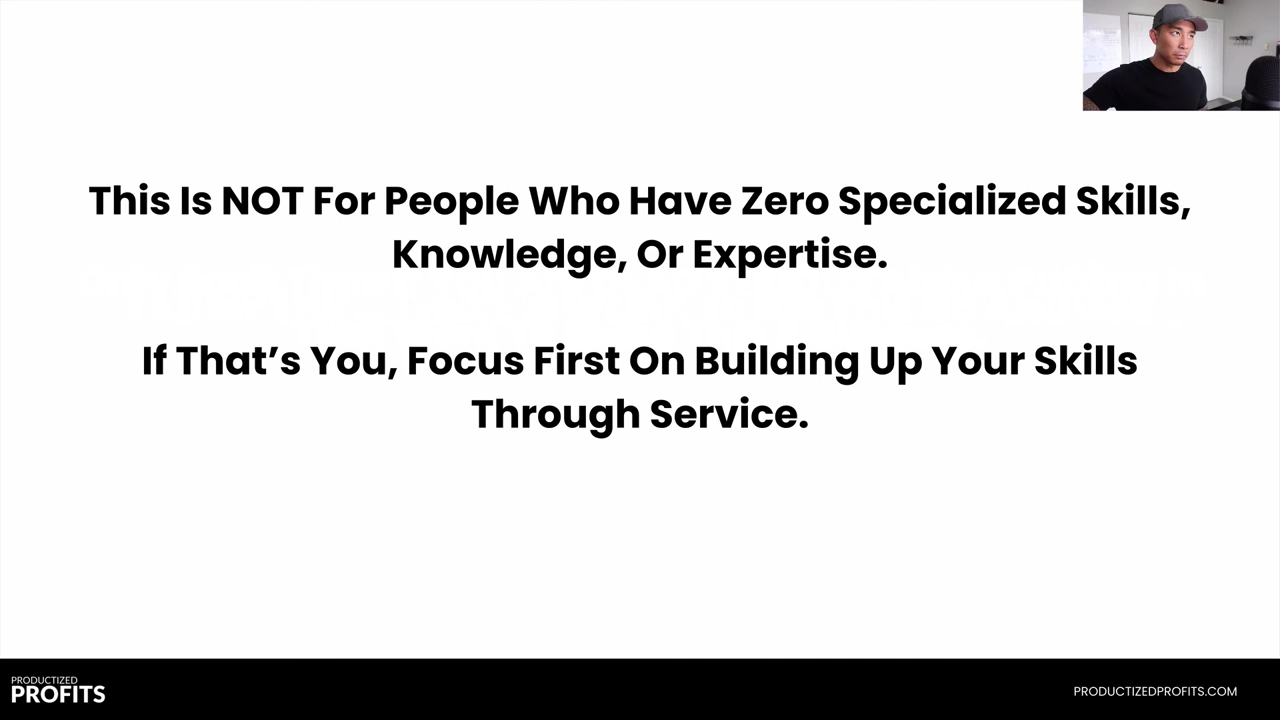 This Is NOT For People Who Have Zero Specialized Skills,
Knowledge, Or Expertise.
If That’s You, Focus First On Building Up Your Skills
Through Service.
PRODUCTIZED
PROFITS
PRODUCTIZEDPROFITS.COM